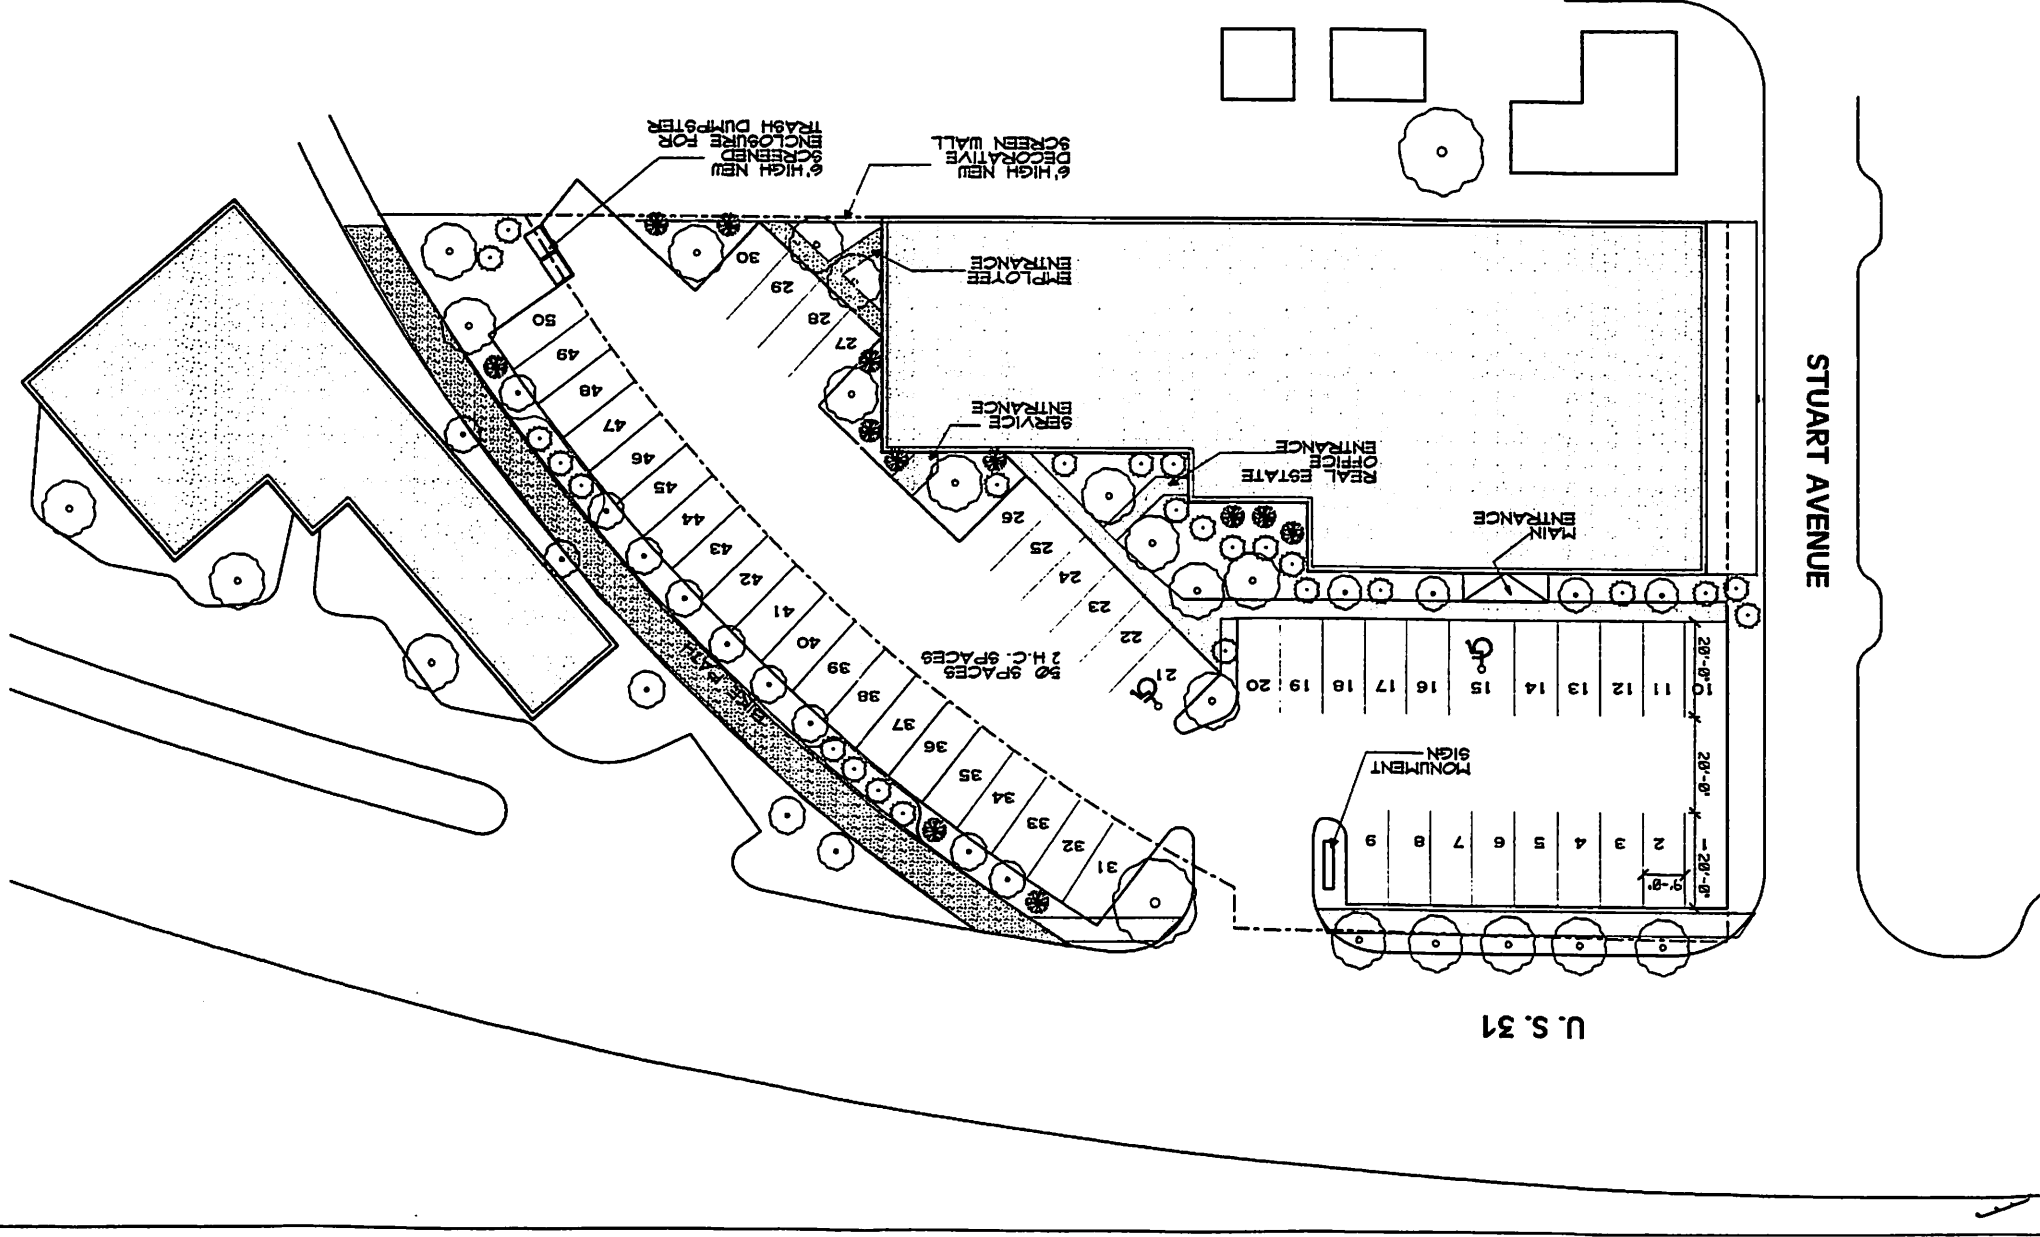 U. S. 31
STUART AVENUE
20'-0"
9'-0"
1
2
3
4
5
6
7
8
9
MONUMENT
SIGN
20'-0"
20'-0"
10
11
12
13
14
15
16
17
18
19
20
21
22
23
24
25
26
27
28
29
30
31
32
33
34
35
36
37
38
39
40
41
42
43
44
45
46
47
48
49
50
50 SPACES
2 H.C. SPACES
BIKE PATH
MAIN
ENTRANCE
REAL ESTATE
OFFICE
ENTRANCE
SERVICE
ENTRANCE
EMPLOYEE
ENTRANCE
6' HIGH NEW
DECORATIVE
SCREEN WALL
6' HIGH NEW
SCREENED
ENCLOSURE FOR
TRASH DUMPSTER